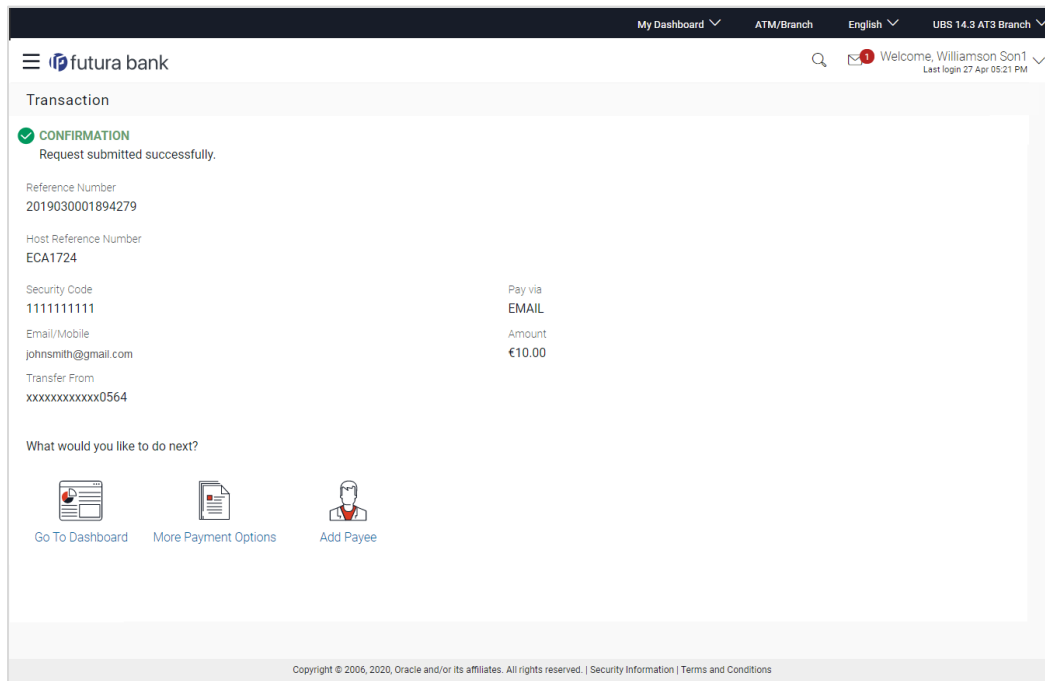 My Dashboard ATM/Branch English UBS 14.3 AT3 Branch
futura bank
1 Welcome, Williamson Son1
Last login 27 Apr 05:21 PM
Transaction
CONFIRMATION
Request submitted successfully.
Reference Number
2019030001894279
Host Reference Number
ECA1724
Security Code Pay via
1111111111 EMAIL
Email/Mobile Amount
johnsmith@gmail.com €10.00
Transfer From
xxxxxxxxxxxx0564
What would you like to do next?
Go To Dashboard More Payment Options Add Payee
Copyright © 2006, 2020, Oracle and/or its affiliates. All rights reserved. | Security Information | Terms and Conditions